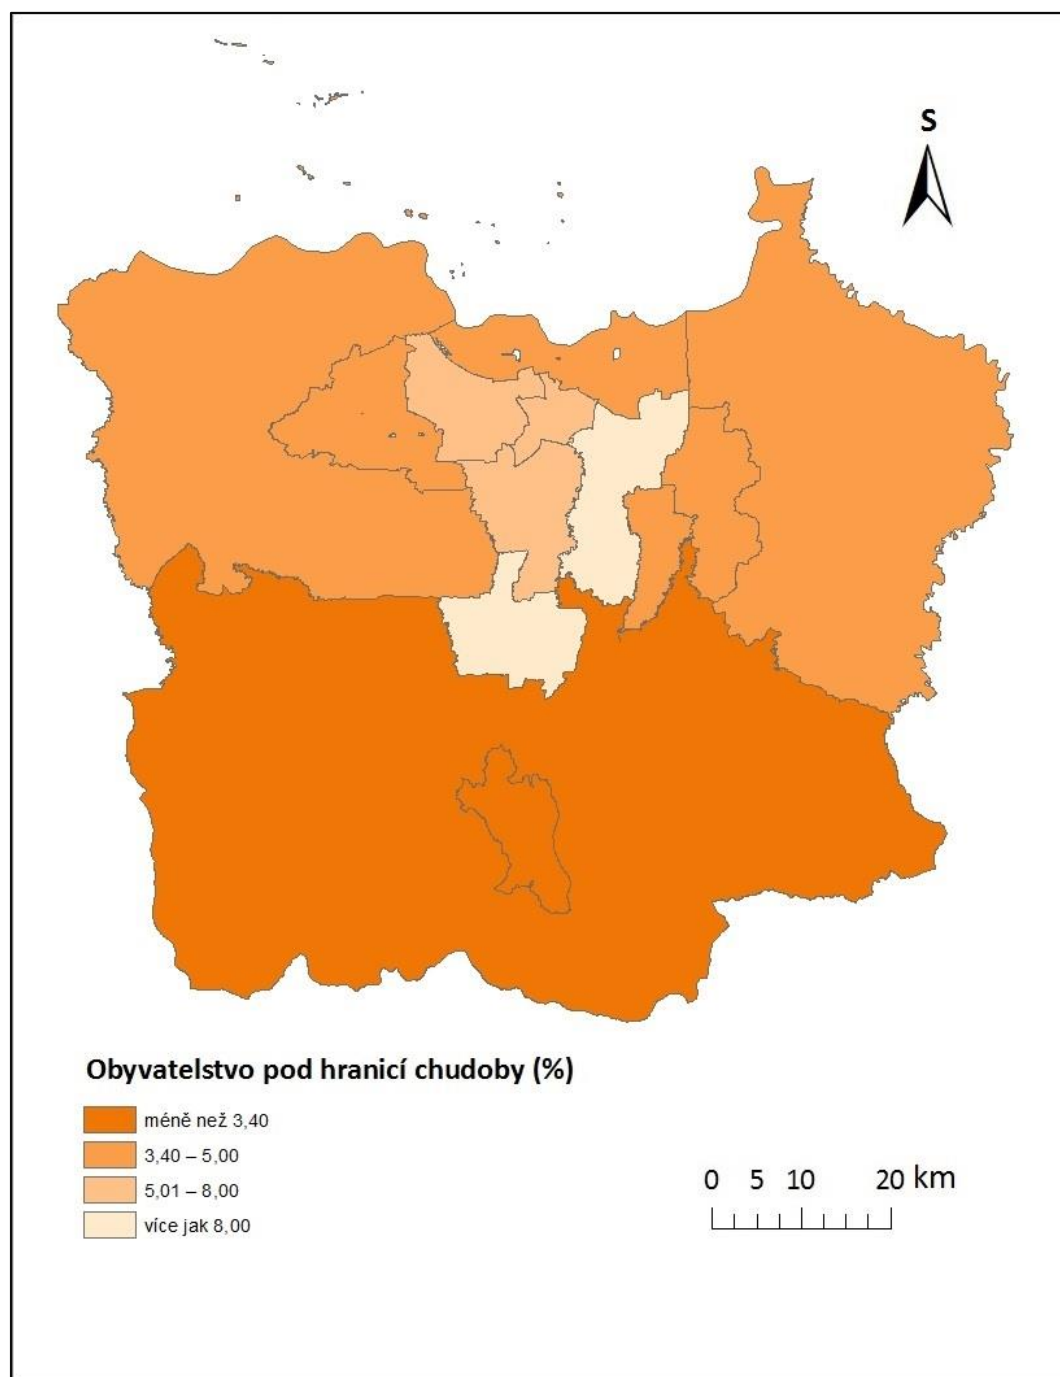 S
Obyvatelstvo pod hranicí chudoby (%)
méně než 3,40
3,40 – 5,00
5,01 – 8,00
více jak 8,00
0 5 10 20 km